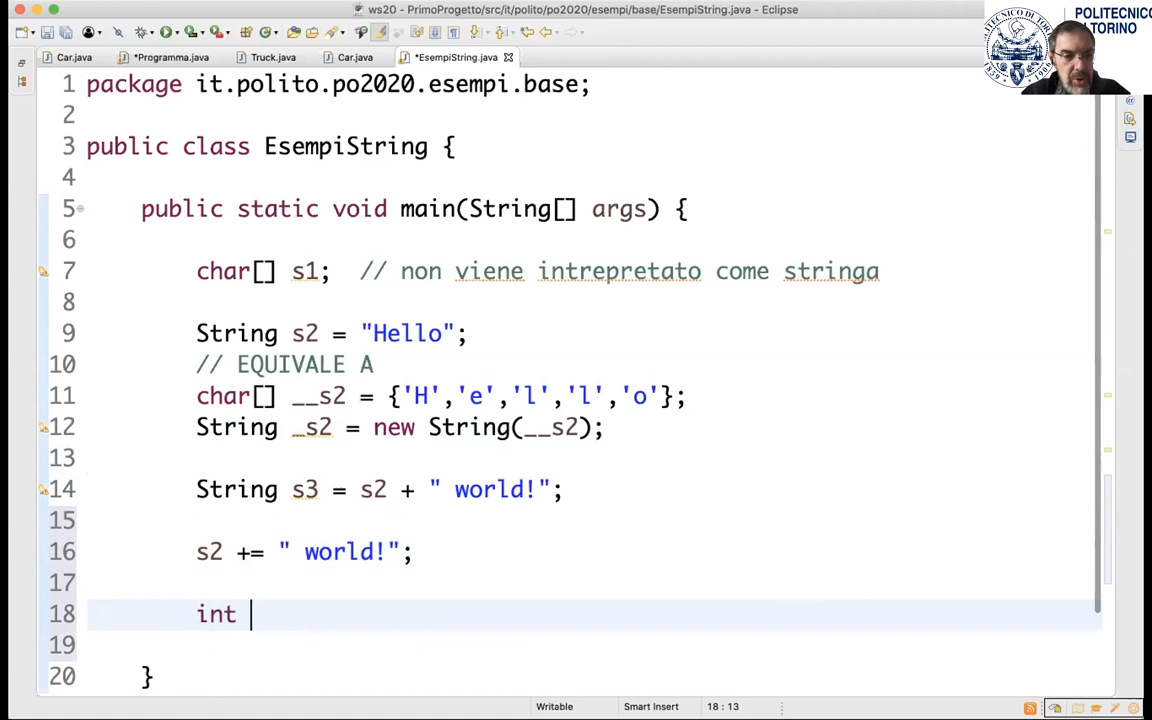 ws20 - PrimoProgetto/src/it/polito/po2020/esempi/base/EsempiString.java - Eclipse
POLITECNICO
DI TORINO
1859
Car.java
*Programma.java
Truck.java
Car.java
*EsempiString.java
1 package it.polito.po2020.esempi.base;
2
3 public class EsempiString {
4
5 public static void main(String[] args) {
6
7 char[] s1; // non viene intrepretato come stringa
8
9 String s2 = "Hello";
10 // EQUIVALE A
11 char[] __s2 = {'H','e','l','l','o'};
12 String _s2 = new String(__s2);
13
14 String s3 = s2 + " world!";
15
16 s2 += " world!";
17
18 int
19
20 }
Writable
Smart Insert
18 : 13